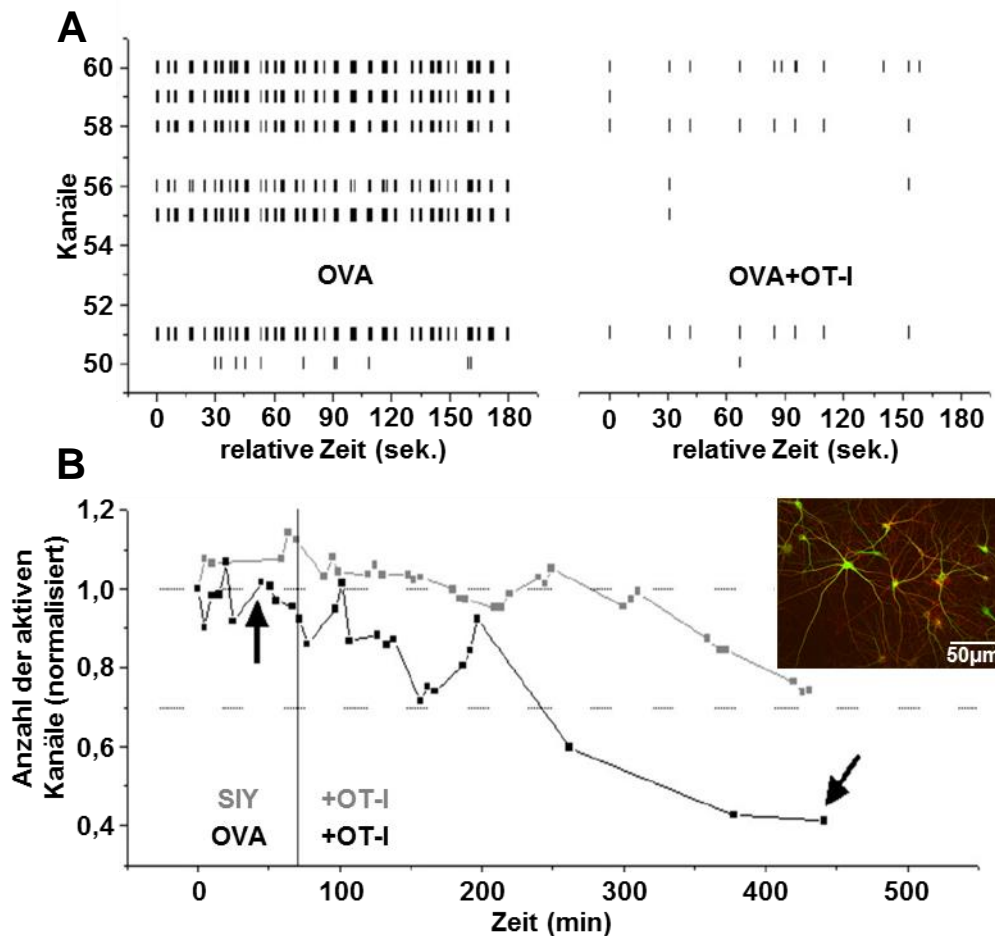 A
60
58
56
54
52
50
Kanäle
OVA
OVA+OT-I
0 30 60 90 120 150 180
0 30 60 90 120 150 180
relative Zeit (sek.)
relative Zeit (sek.)
B
1,2
1,0
0,8
0,6
0,4
Anzahl der aktiven
Kanäle (normalisiert)
50µm
SIY +OT-I
OVA +OT-I
0 100 200 300 400 500
Zeit (min)